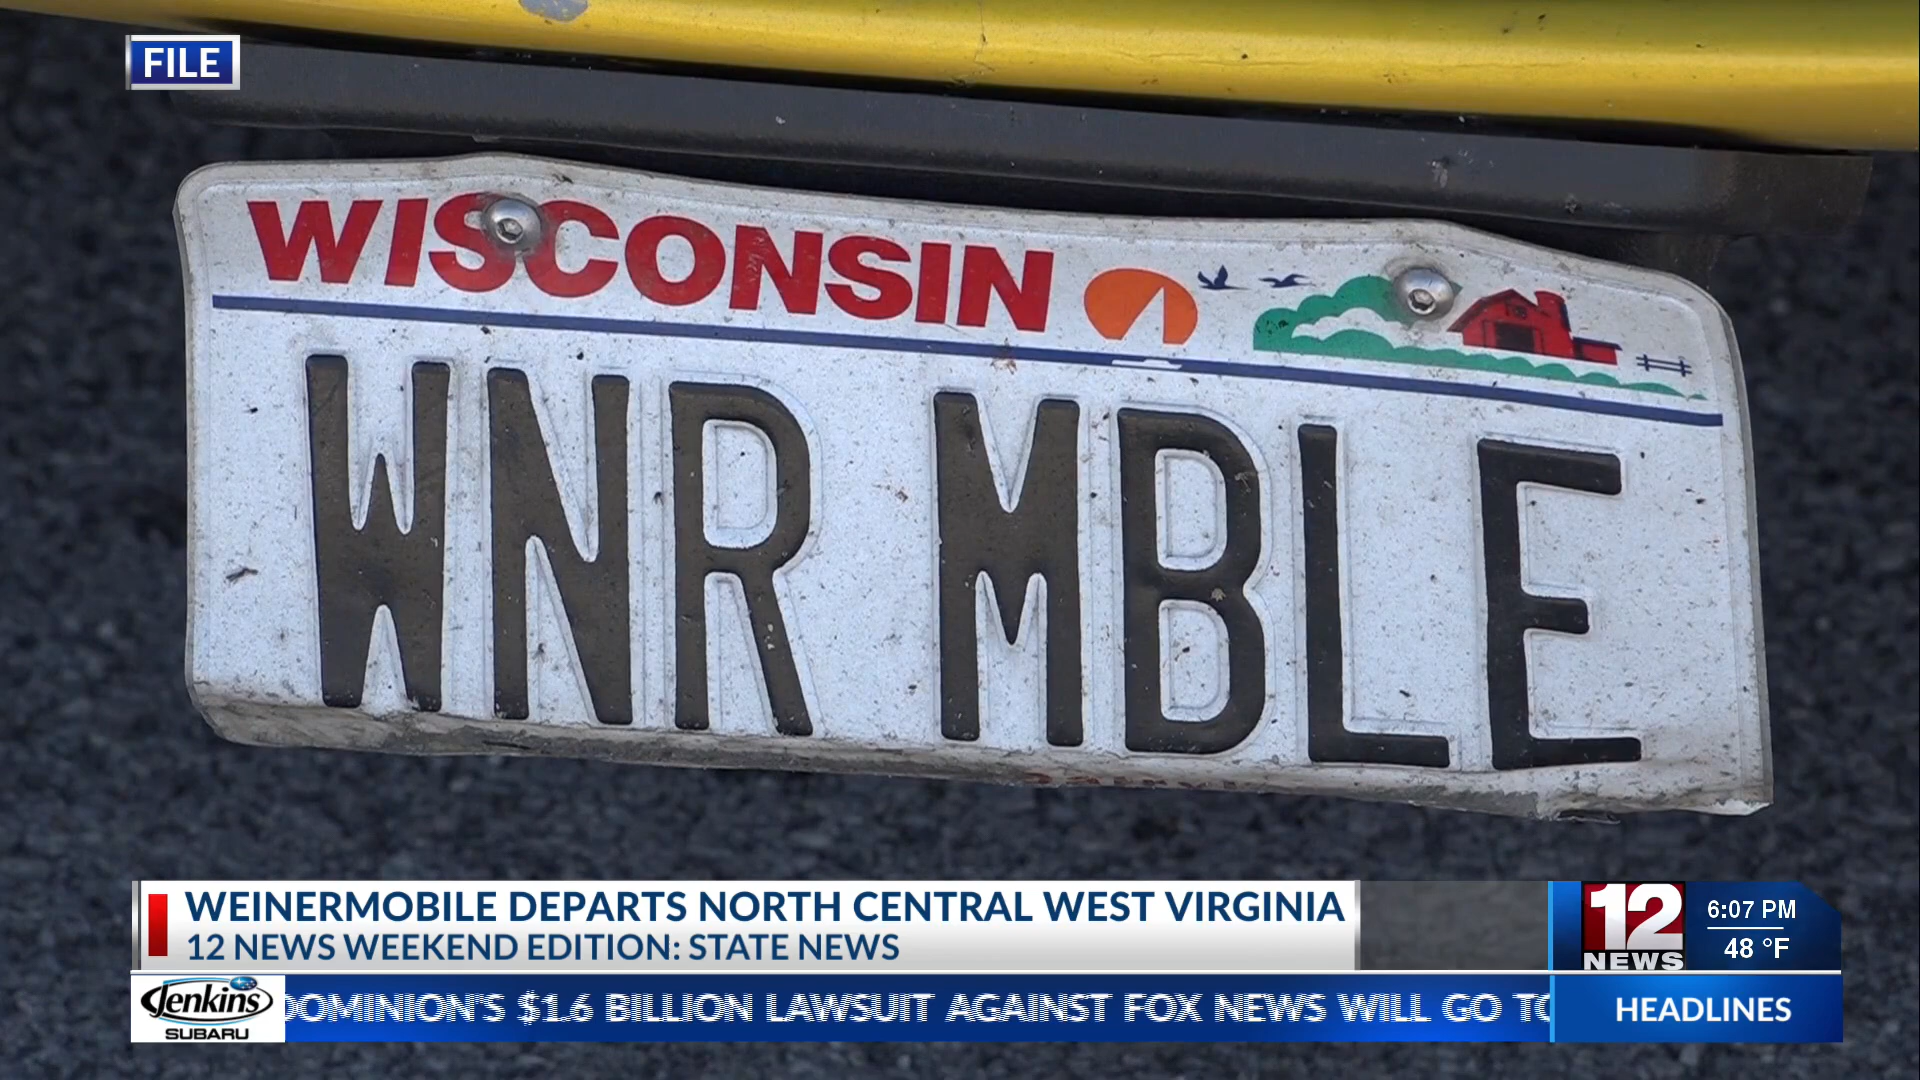 FILE
WISCONSIN
WNR MBLE
WEINERMOBILE DEPARTS NORTH CENTRAL WEST VIRGINIA
12 NEWS WEEKEND EDITION: STATE NEWS
12
NEWS
6:07 PM
48 °F
Jenkins
SUBARU
DOMINION'S $1.6 BILLION LAWSUIT AGAINST FOX NEWS WILL GO TO
HEADLINES